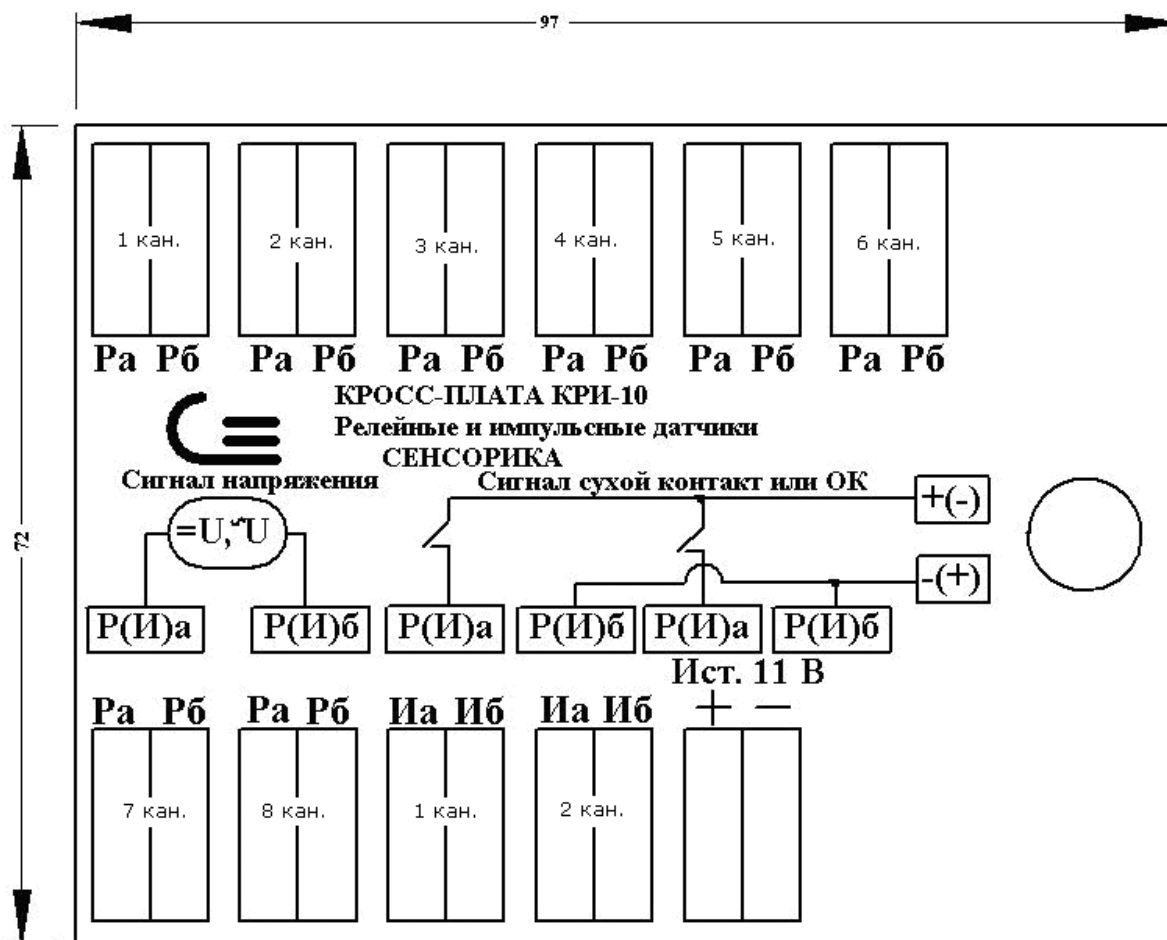 97
72
1 кан. 2 кан. 3 кан. 4 кан. 5 кан. 6 кан.
Ра Рб Ра Рб Ра Рб Ра Рб Ра Рб Ра Рб
КРОСС-ПЛАТА КРИ-10
Релейные и импульсные датчики
СЕНСОРИКА
Сигнал напряжения Сигнал сухой контакт или ОК
=U,~U +(-)
-(+)
Р(И)а Р(И)б Р(И)а Р(И)б Р(И)а Р(И)б
Ист. 11 В
Ра Рб Ра Рб Иа Иб Иа Иб + −
7 кан. 8 кан. 1 кан. 2 кан.